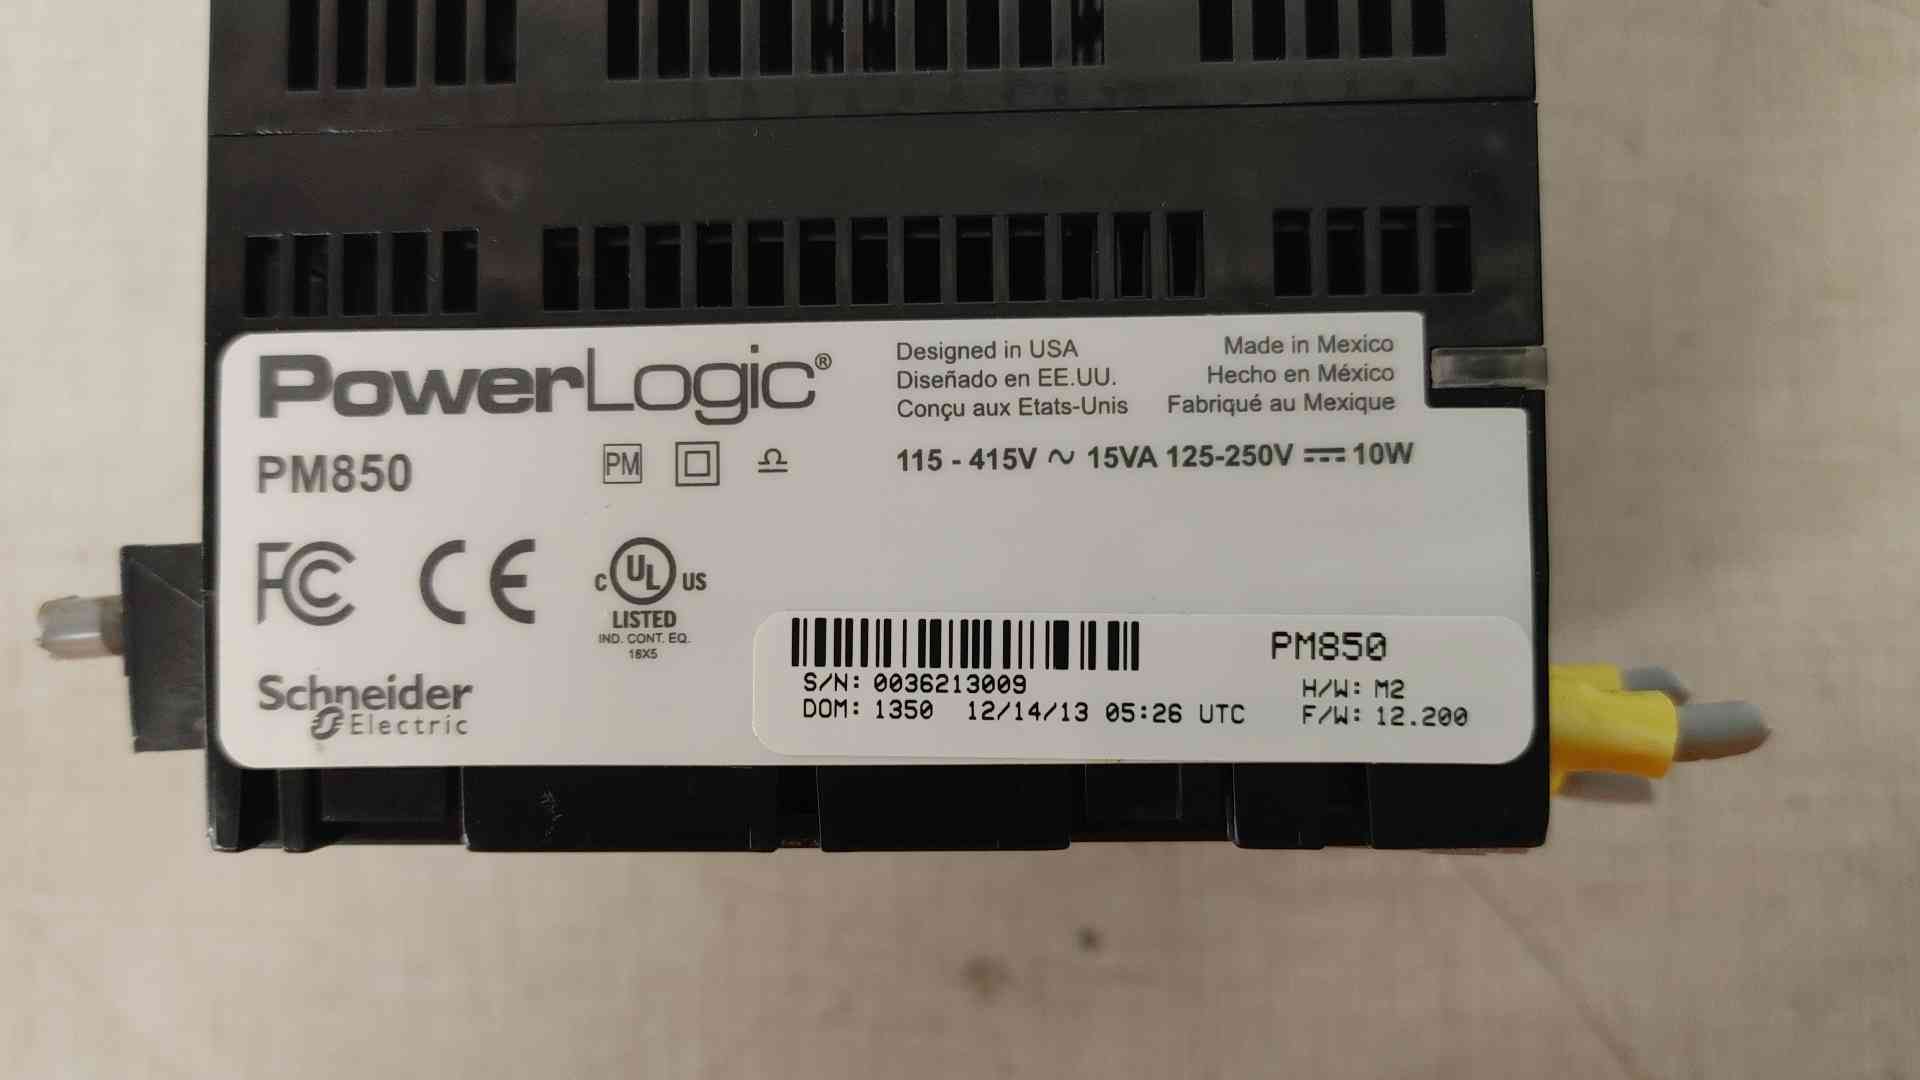 PowerLogic®
Designed in USA
Diseñado en EE.UU.
Conçu aux Etats-Unis
Made in Mexico
Hecho en México
Fabriqué au Mexique
PM850
PM
115 - 415V ~ 15VA 125-250V ⎓ 10W
FC CE
C UL US
LISTED
IND. CONT. EQ.
18X5
Schneider
Electric
S/N: 0036213009
DOM: 1350 12/14/13 05:26 UTC
PM850
H/W: M2
F/W: 12.200